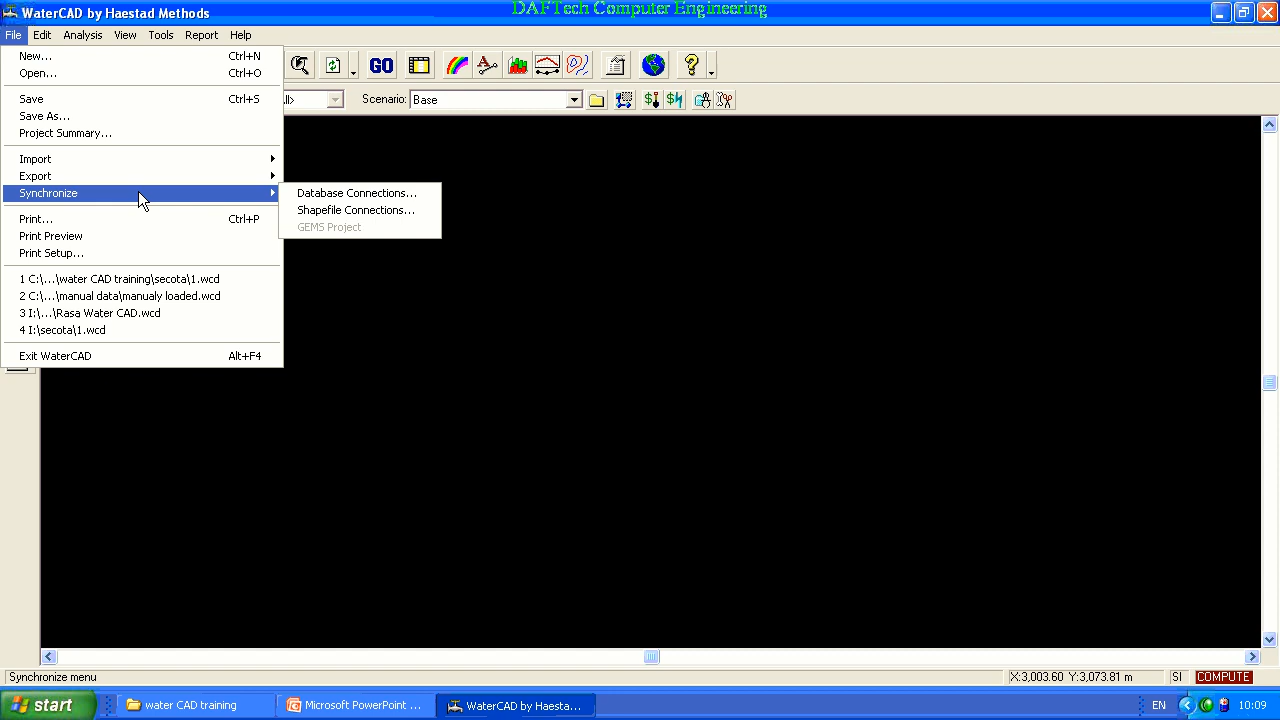 WaterCAD by Haestad Methods
DAFTech Computer Engineering
File Edit Analysis View Tools Report Help
New... Ctrl+N
Open... Ctrl+O
GO
ll>
Scenario: Base
Save Ctrl+S
Save As...
Project Summary...
Import
Export
Synchronize
Database Connections...
Shapefile Connections...
GEMS Project
Print... Ctrl+P
Print Preview
Print Setup...
1 C:\...\water CAD training\secota\1.wcd
2 C:\...\manual data\manualy loaded.wcd
3 I:\...\Rasa Water CAD.wcd
4 I:\secota\1.wcd
Exit WaterCAD Alt+F4
Synchronize menu
X:3,003.60 Y:3,073.81 m
SI
COMPUTE
start
water CAD training
Microsoft PowerPoint ...
WaterCAD by Haesta...
EN
10:09